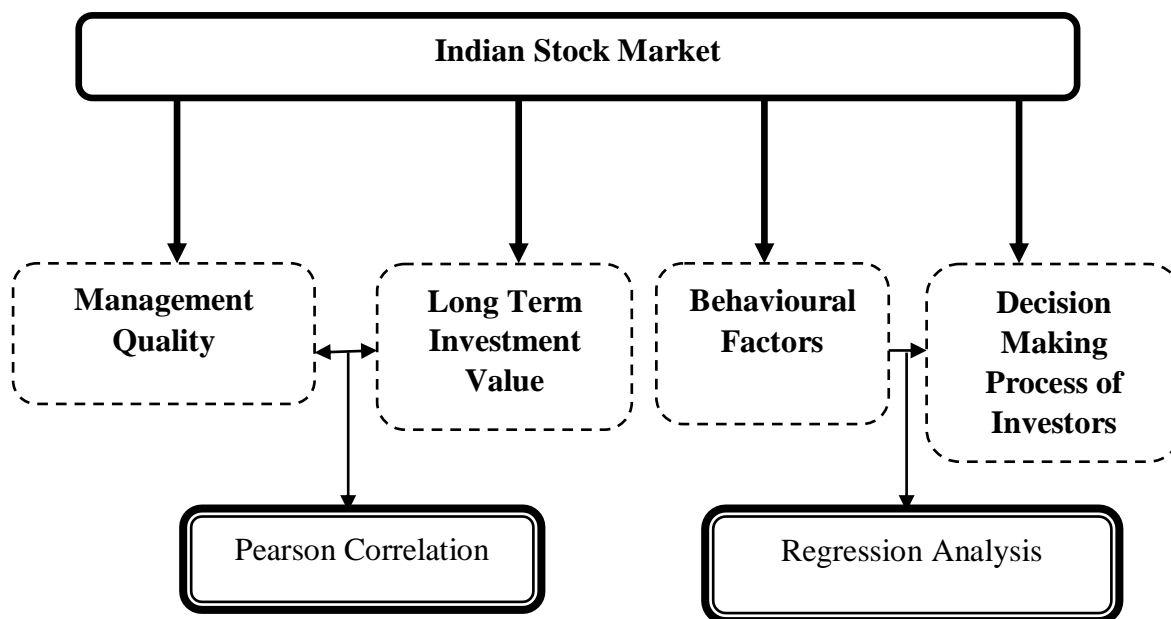 Indian Stock Market
Management
Quality
Long Term
Investment
Value
Behavioural
Factors
Decision
Making
Process of
Investors
Pearson Correlation
Regression Analysis